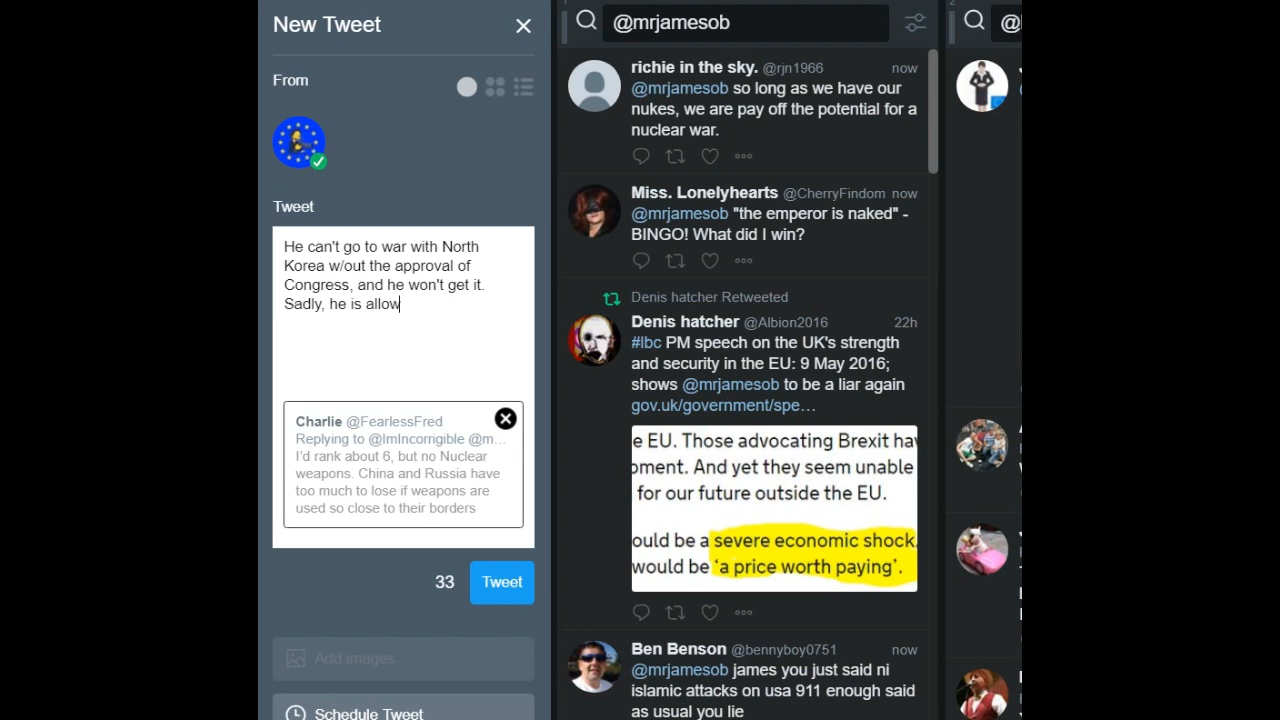 New Tweet
From
Tweet
He can't go to war with North
Korea w/out the approval of
Congress, and he won't get it.
Sadly, he is allow
Charlie @FearlessFred
Replying to @ImIncorrigible @m…
I'd rank about 6, but no Nuclear
weapons. China and Russia have
too much to lose if weapons are
used so close to their borders
33
Tweet
Add images
Schedule Tweet
1
@mrjamesob
richie in the sky. @rjn1966 now
@mrjamesob so long as we have our
nukes, we are pay off the potential for a
nuclear war.
Miss. Lonelyhearts @CherryFindom now
@mrjamesob "the emperor is naked" -
BINGO! What did I win?
Denis hatcher Retweeted
Denis hatcher @Albion2016 22h
#lbc PM speech on the UK's strength
and security in the EU: 9 May 2016;
shows @mrjamesob to be a liar again
gov.uk/government/spe…
e EU. Those advocating Brexit hav
oment. And yet they seem unable
for our future outside the EU.
ould be a severe economic shock,
would be 'a price worth paying'.
Ben Benson @bennyboy0751 now
@mrjamesob james you just said ni
islamic attacks on usa 911 enough said
as usual you lie
2